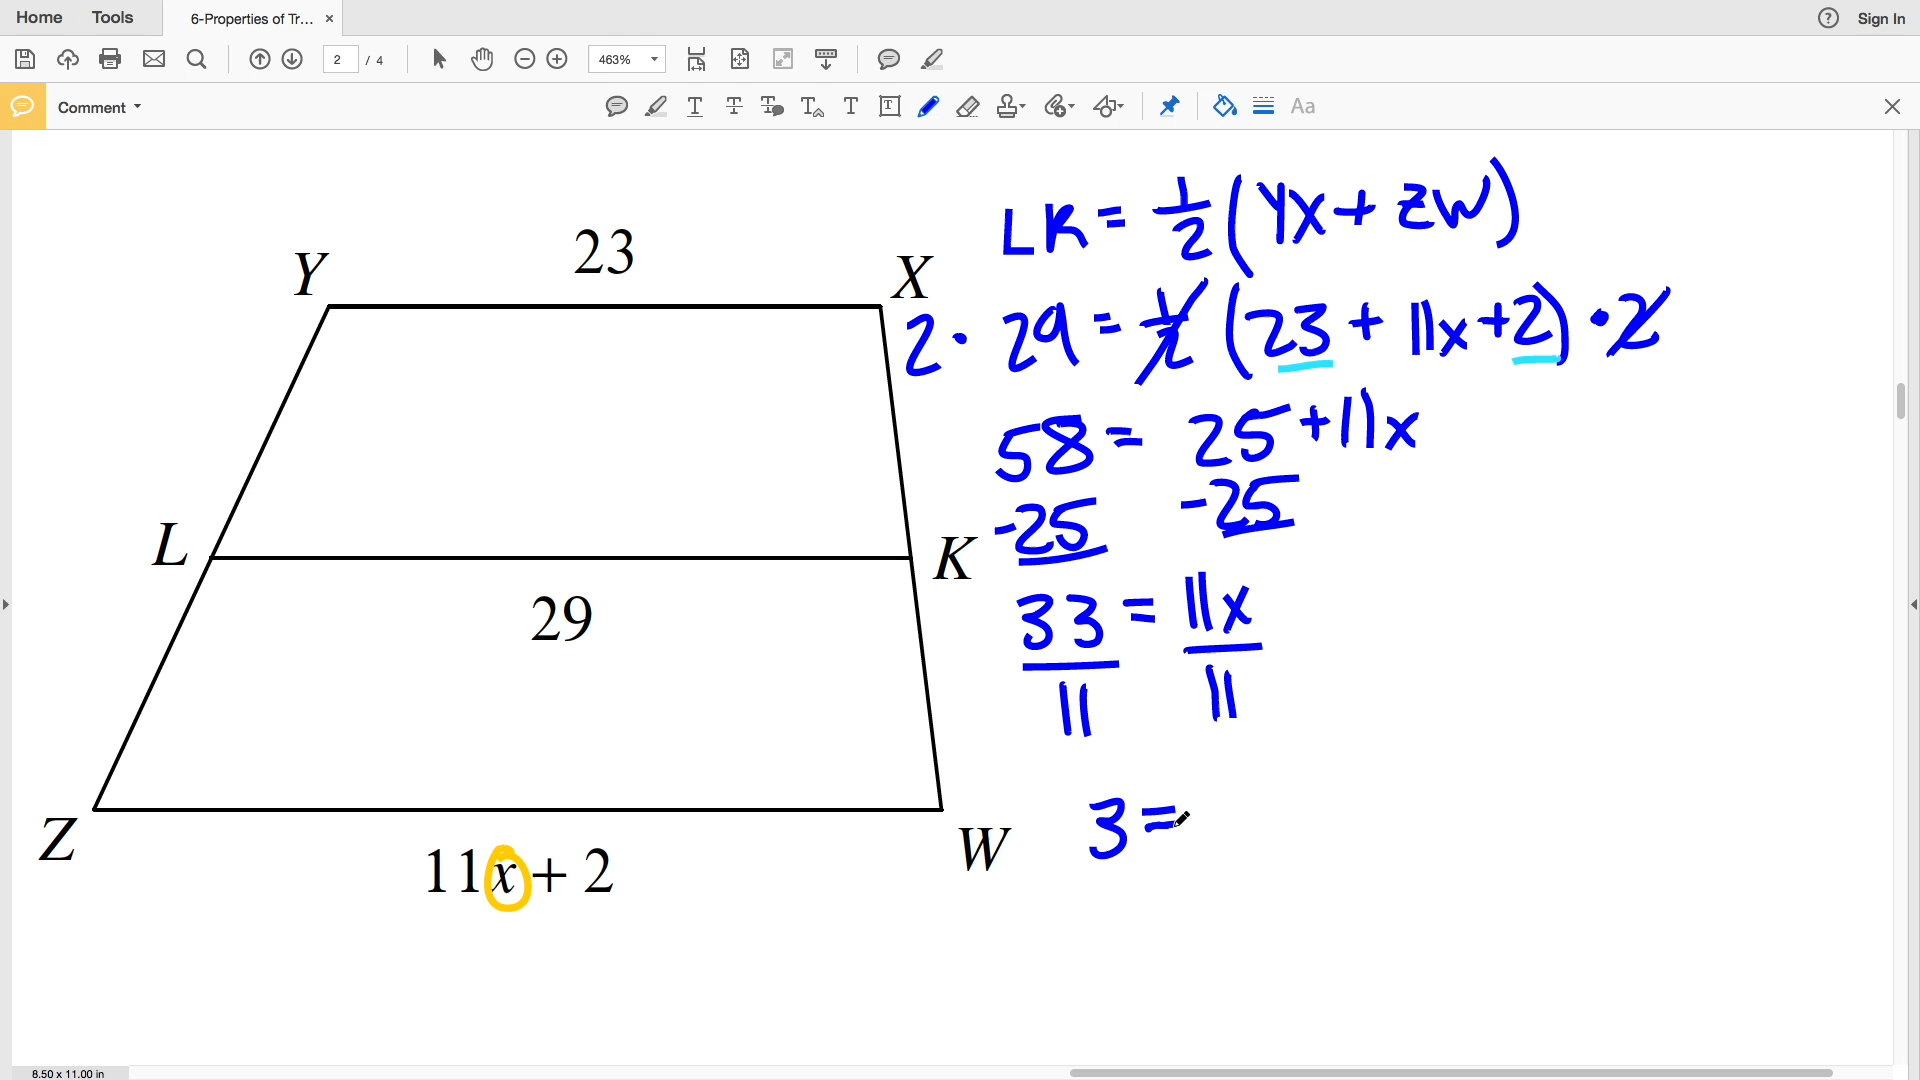 Home Tools 6-Properties of Tr... × ? Sign In
2 / 4 463%
Comment T T T T T T Aa
23
Y X
L K
29
Z W
11x + 2
LK = 1/2 (YX + ZW)
2 · 29 = 1/2 (23 + 11x + 2) · 2
58 = 25 + 11x
-25 -25
33 = 11x
11 11
3 =
8.50 x 11.00 in